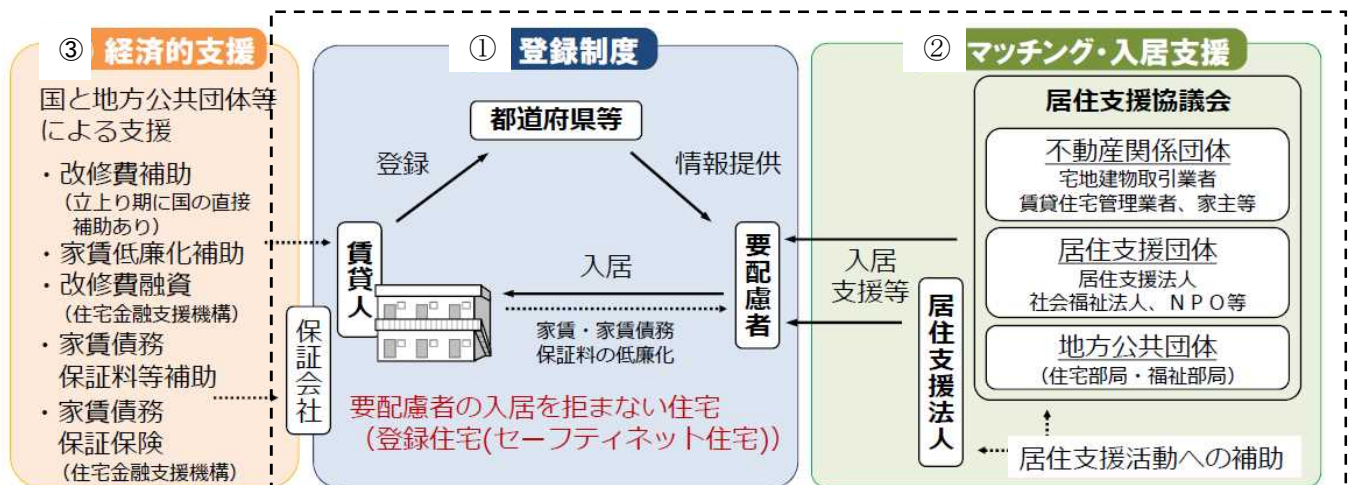 ③ 経済的支援
国と地方公共団体等
による支援
・改修費補助
(立上り期に国の直接
補助あり)
・家賃低廉化補助
・改修費融資
(住宅金融支援機構)
・家賃債務
保証料等補助
・家賃債務
保証保険
(住宅金融支援機構)
保証会社
① 登録制度
都道府県等
登録
情報提供
賃貸人
入居
家賃・家賃債務
保証料の低廉化
要配慮者
要配慮者の入居を拒まない住宅
(登録住宅(セーフティネット住宅))
② マッチング・入居支援
居住支援協議会
不動産関係団体
宅地建物取引業者
賃貸住宅管理業者、家主等
居住支援団体
居住支援法人
社会福祉法人、NPO等
地方公共団体
(住宅部局・福祉部局)
入居
支援等
居住支援法人
居住支援活動への補助